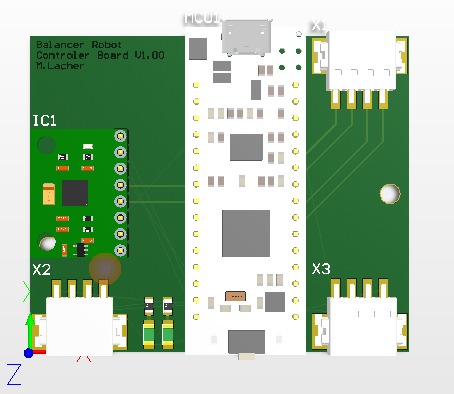 MCU1
X1
Balancer Robot
Controler Board V1.00
M.Lacher
IC1
X2
X3
Z